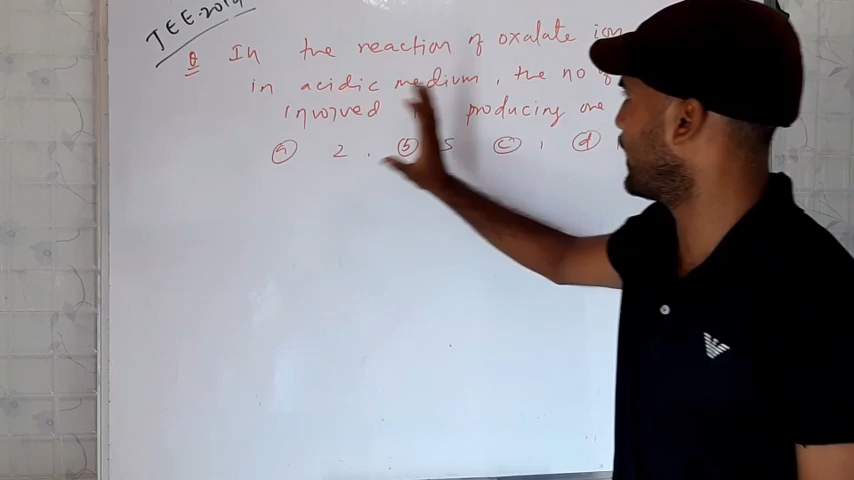 JEE-2019
Q In the reaction of oxalate ion
in acidic medium, the no of
involved producing one
(a) 2. (b) 5 (c) 1 (d)